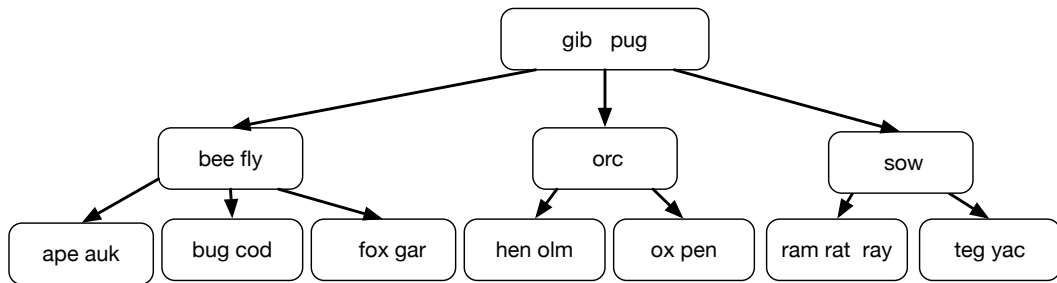 gib pug
bee fly
orc
sow
ape auk
bug cod
fox gar
hen olm
ox pen
ram rat ray
teg yac